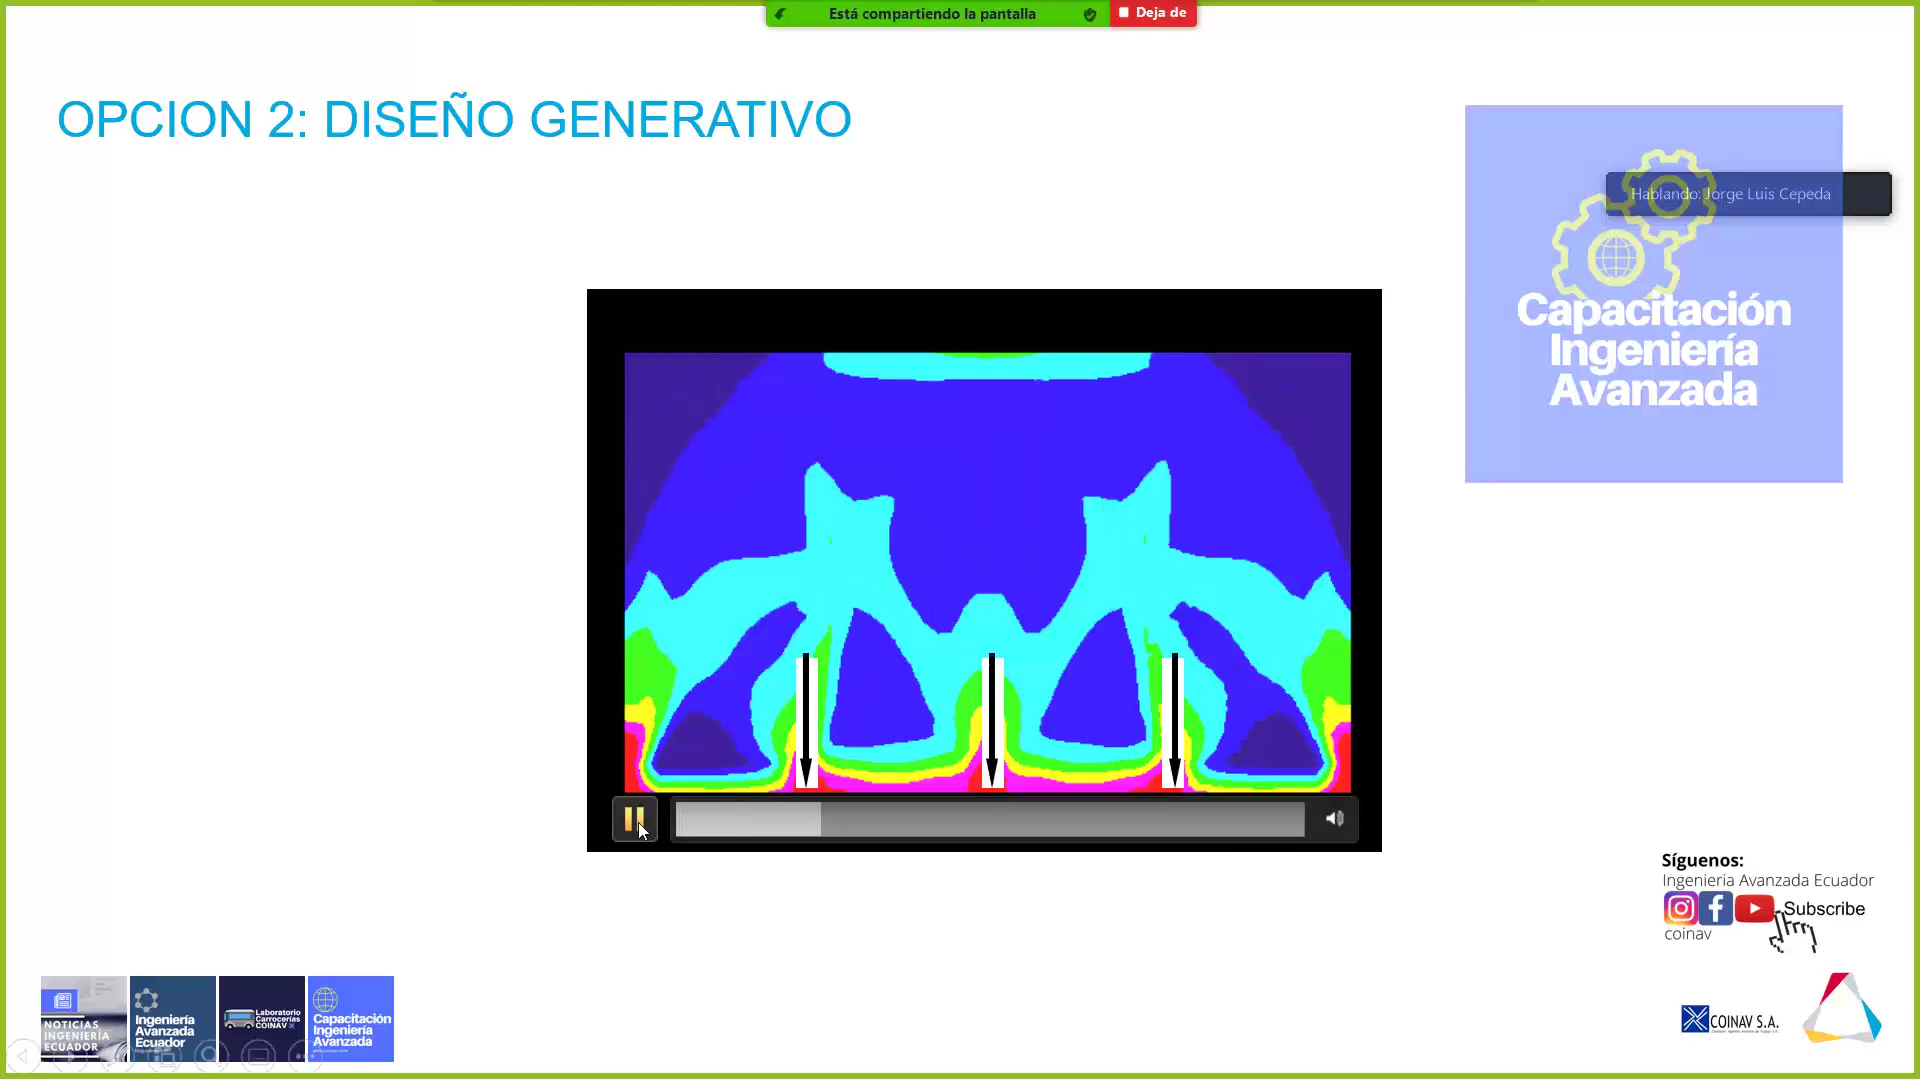 Está compartiendo la pantalla
Deja de
OPCION 2: DISEÑO GENERATIVO
Hablando: Jorge Luis Cepeda
Capacitación
Ingeniería
Avanzada
Síguenos:
Ingenieria Avanzada Ecuador
Subscribe
coinav
NOTICIAS
INGENIERÍA
ECUADOR
Ingeniería
Avanzada
Ecuador
Laboratorio
Carrocerías
COINAV
Capacitación
Ingeniería
Avanzada
COINAV S.A.